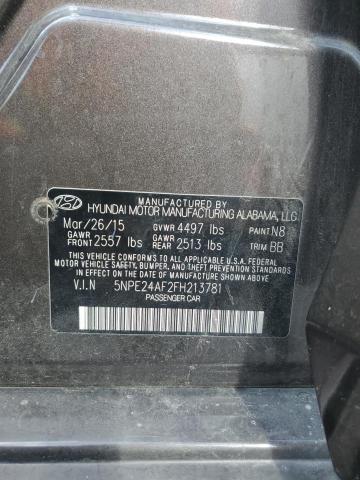 MANUFACTURED BY
HYUNDAI MOTOR MANUFACTURING ALABAMA, LLC
Mar/26/15 GVWR 4497 lbs PAINT N8
GAWR FRONT 2557 lbs GAWR REAR 2513 lbs TRIM BB
THIS VEHICLE CONFORMS TO ALL APPLICABLE U.S.A. FEDERAL
MOTOR VEHICLE SAFETY, BUMPER, AND THEFT PREVENTION
STANDARDS IN EFFECT ON THE DATE OF MANUFACTURE SHOWN ABOVE.
V.I.N 5NPE24AF2FH213781
PASSENGER CAR